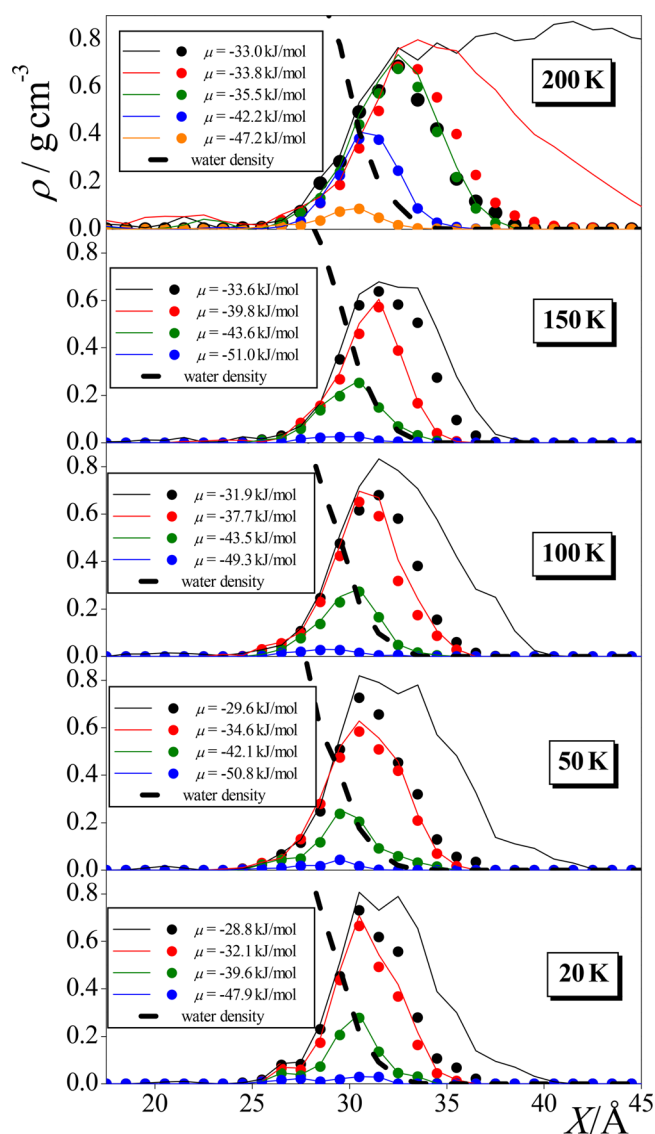 ρ / g cm⁻³
0.8
0.6
0.4
0.2
0.0
μ = -33.0 kJ/mol
μ = -33.8 kJ/mol
μ = -35.5 kJ/mol
μ = -42.2 kJ/mol
μ = -47.2 kJ/mol
water density
200 K
0.8
0.6
0.4
0.2
0.0
μ = -33.6 kJ/mol
μ = -39.8 kJ/mol
μ = -43.6 kJ/mol
μ = -51.0 kJ/mol
water density
150 K
0.8
0.6
0.4
0.2
0.0
μ = -31.9 kJ/mol
μ = -37.7 kJ/mol
μ = -43.5 kJ/mol
μ = -49.3 kJ/mol
water density
100 K
0.8
0.6
0.4
0.2
0.0
μ = -29.6 kJ/mol
μ = -34.6 kJ/mol
μ = -42.1 kJ/mol
μ = -50.8 kJ/mol
water density
50 K
0.8
0.6
0.4
0.2
0.0
μ = -28.8 kJ/mol
μ = -32.1 kJ/mol
μ = -39.6 kJ/mol
μ = -47.9 kJ/mol
water density
20 K
20 25 30 35 40 45
X/Å